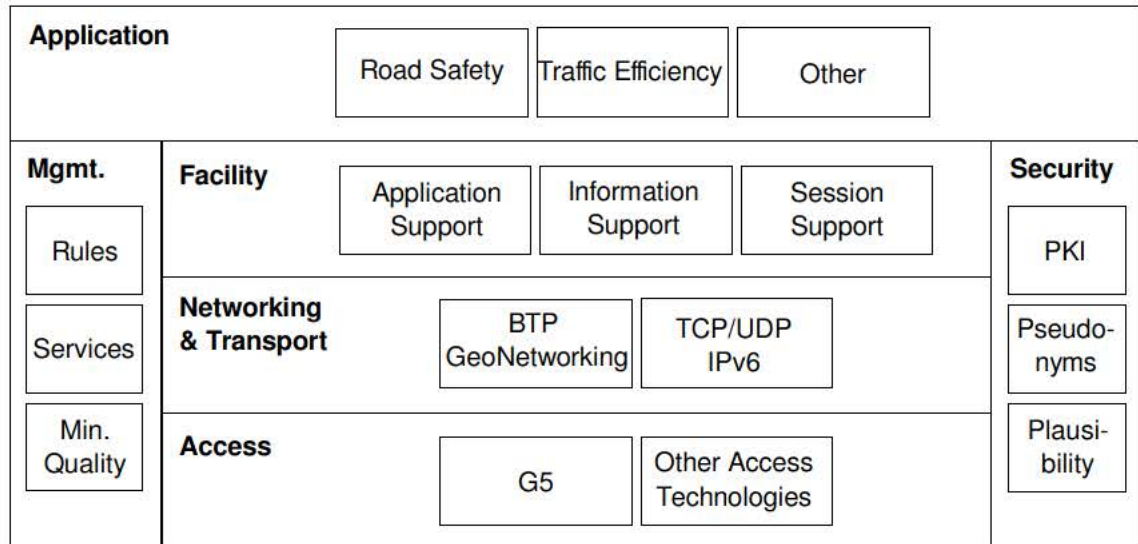 Application
Road Safety
Traffic Efficiency
Other
Mgmt.
Rules
Services
Min.
Quality
Facility
Application
Support
Information
Support
Session
Support
Networking
& Transport
BTP
GeoNetworking
TCP/UDP
IPv6
Access
G5
Other Access
Technologies
Security
PKI
Pseudo-
nyms
Plausi-
bility